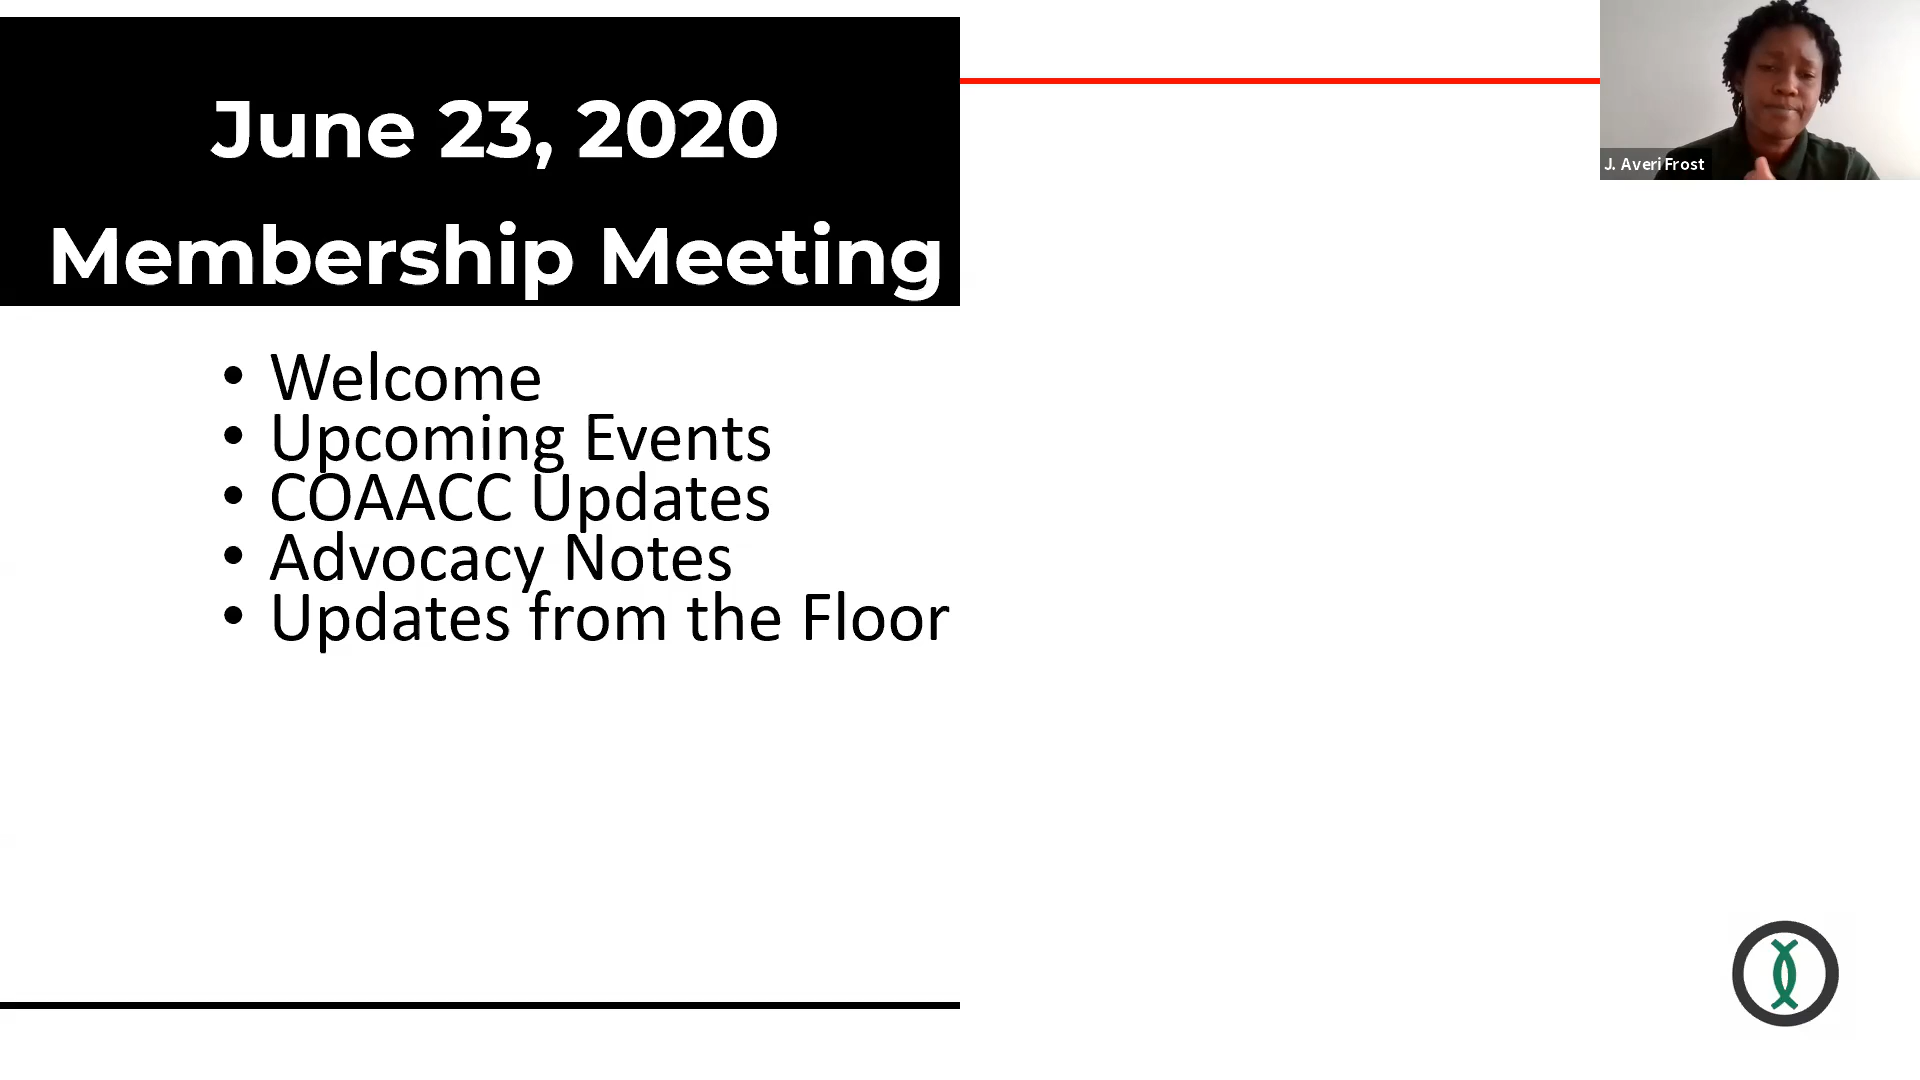 June 23, 2020
Membership Meeting
J. Averi Frost
• Welcome
• Upcoming Events
• COAACC Updates
• Advocacy Notes
• Updates from the Floor